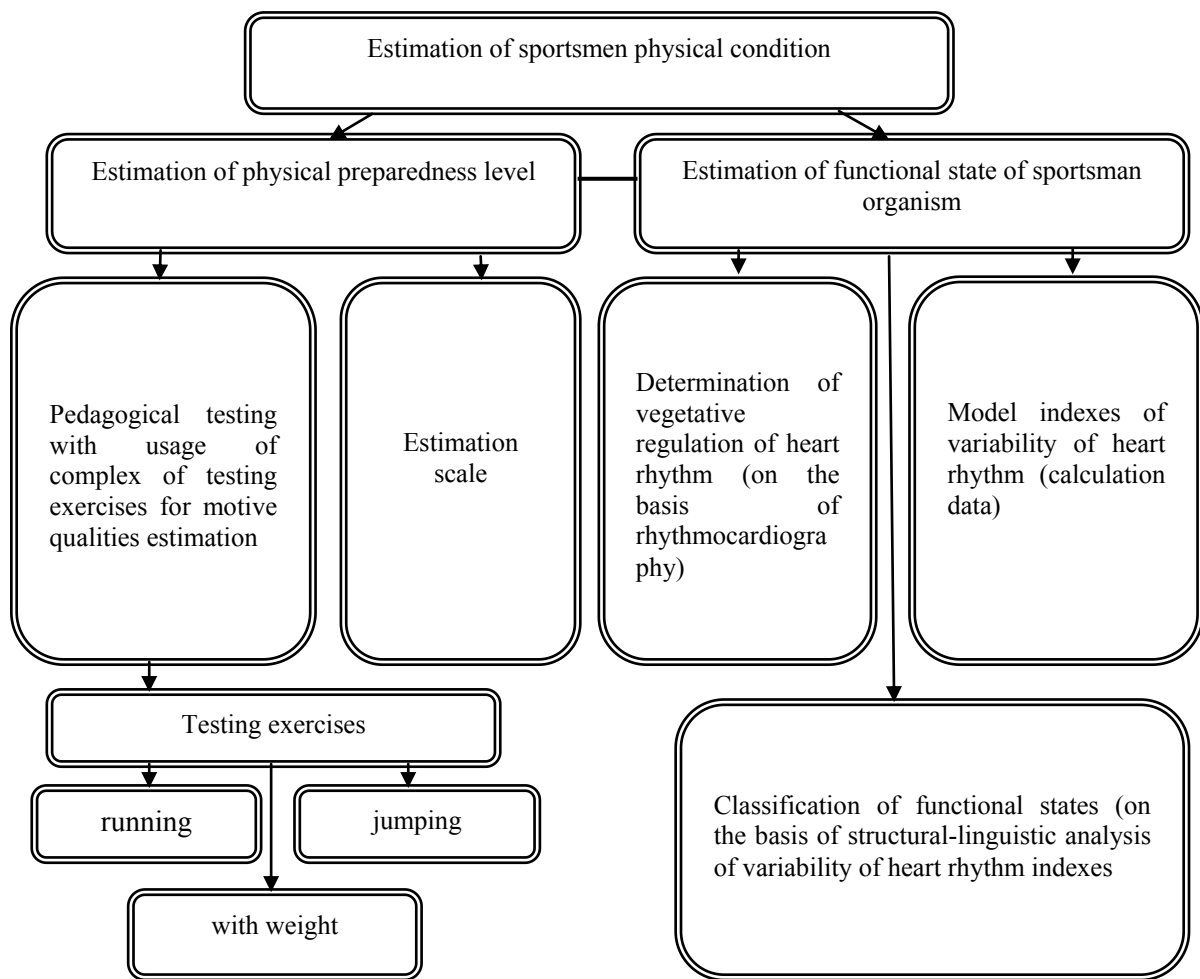 Estimation of sportsmen physical condition
Estimation of physical preparedness level
Estimation of functional state of sportsman
organism
Pedagogical testing
with usage of
complex of testing
exercises for motive
qualities estimation
Estimation
scale
Determination of
vegetative
regulation of heart
rhythm (on the
basis of
rhythmocardiogra
phy)
Model indexes of
variability of heart
rhythm (calculation
data)
Testing exercises
running
jumping
with weight
Classification of functional states (on
the basis of structural-linguistic analysis
of variability of heart rhythm indexes